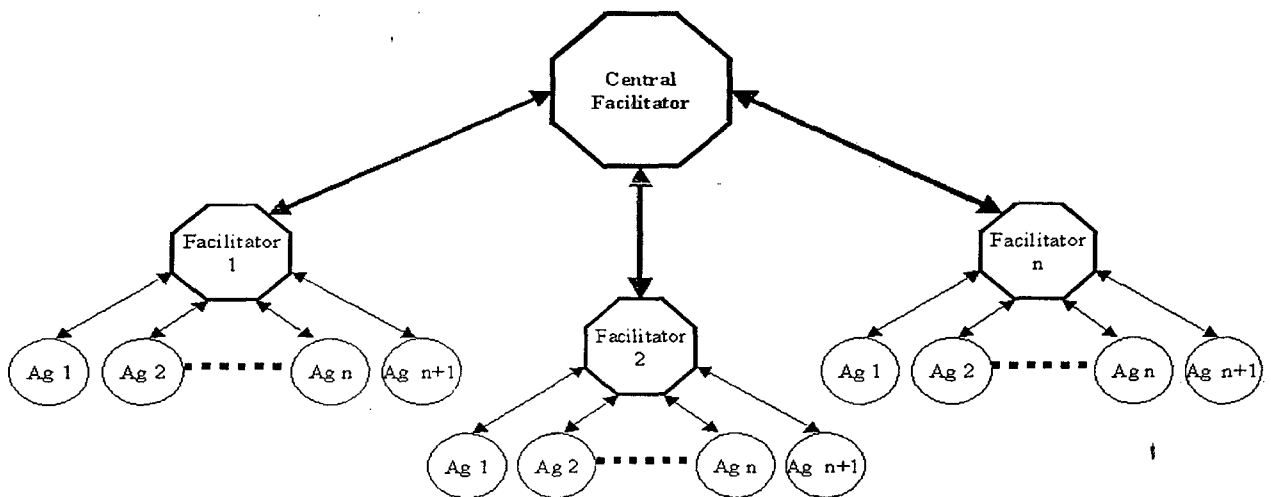 Central
Facilitator
Facilitator
1
Facilitator
n
Facilitator
2
Ag 1
Ag 2
Ag n
Ag n+1
Ag 1
Ag 2
Ag n
Ag n+1
Ag 1
Ag 2
Ag n
Ag n+1